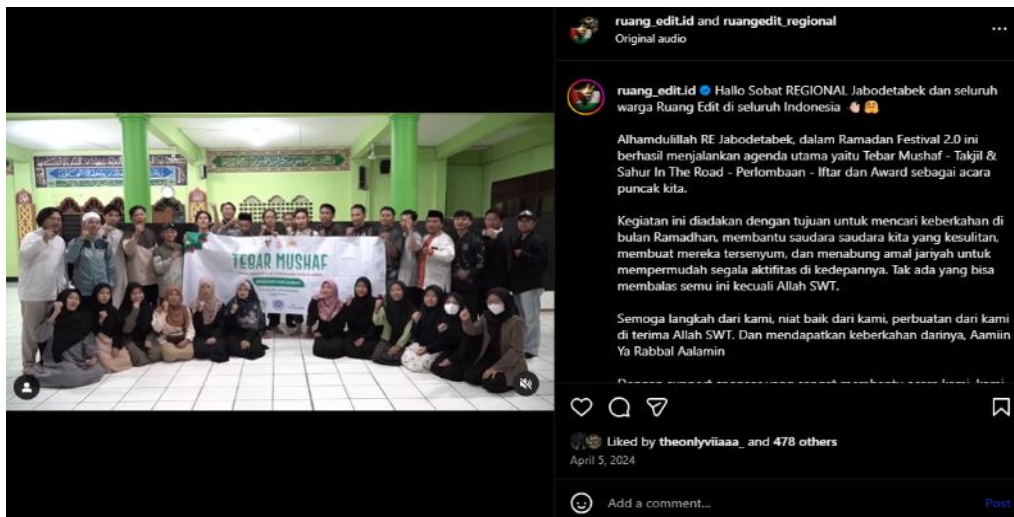 ruang_edit.id and ruangedit_regional
Original audio
ruang_edit.id Hallo Sobat REGIONAL Jabodetabek dan seluruh
warga Ruang Edit di seluruh Indonesia
Alhamdulillah RE Jabodetabek, dalam Ramadan Festival 2.0 ini
berhasil menjalankan agenda utama yaitu Tebar Mushaf - Takjil &
Sahur In The Road - Perlombaan - Iftar dan Award sebagai acara
puncak kita.
Kegiatan ini diadakan dengan tujuan untuk mencari keberkahan di
bulan Ramadhan, membantu saudara saudara kita yang kesulitan,
membuat mereka tersenyum, dan menabung amal jariyah untuk
mempermudah segala aktifitas di kedepannya. Tak ada yang bisa
membalas semu ini kecuali Allah SWT.
Semoga langkah dari kami, niat baik dari kami, perbuatan dari kami
di terima Allah SWT. Dan mendapatkan keberkahan darinya, Aamiin
Ya Rabbal Aalamin
TEBAR MUSHAF
Liked by theonlyviiaaa_ and 478 others
April 5, 2024
Add a comment...
Post